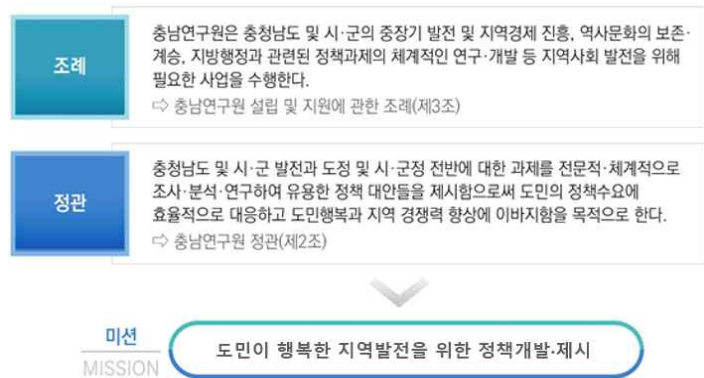 조례
충남연구원은 충청남도 및 시·군의 중장기 발전 및 지역경제 진흥, 역사문화의 보존·
계승, 지방행정과 관련된 정책과제의 체계적인 연구·개발 등 지역사회 발전을 위해
필요한 사업을 수행한다.
⇨ 충남연구원 설립 및 지원에 관한 조례(제3조)
정관
충청남도 및 시·군 발전과 도정 및 시·군정 전반에 대한 과제를 전문적·체계적으로
조사·분석·연구하여 유용한 정책 대안들을 제시함으로써 도민의 정책수요에
효율적으로 대응하고 도민행복과 지역 경쟁력 향상에 이바지함을 목적으로 한다.
⇨ 충남연구원 정관(제2조)
미션
MISSION
도민이 행복한 지역발전을 위한 정책개발·제시